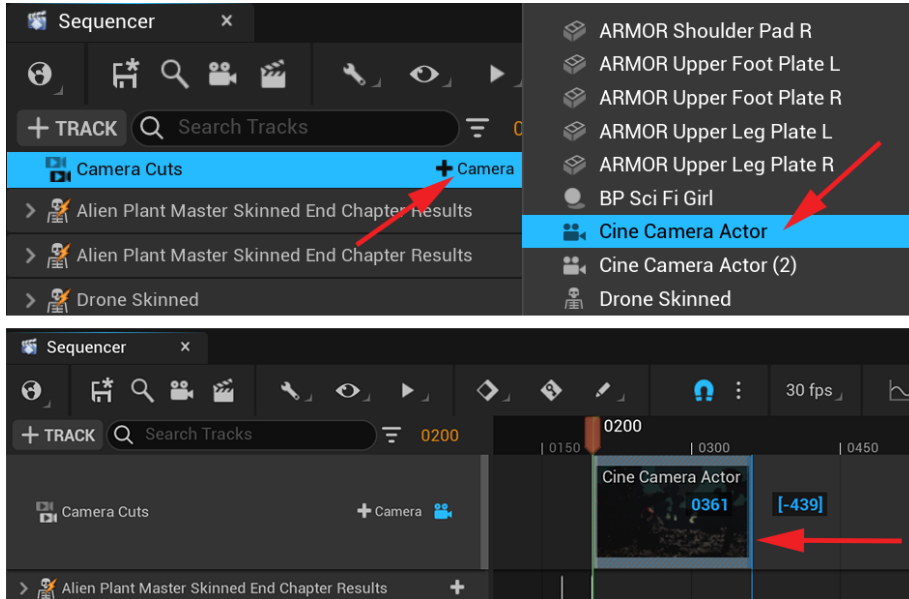 Sequencer ×
+ TRACK Search Tracks
Camera Cuts + Camera
Alien Plant Master Skinned End Chapter Results
Alien Plant Master Skinned End Chapter Results
Drone Skinned
ARMOR Shoulder Pad R
ARMOR Upper Foot Plate L
ARMOR Upper Foot Plate R
ARMOR Upper Leg Plate L
ARMOR Upper Leg Plate R
BP Sci Fi Girl
Cine Camera Actor
Cine Camera Actor (2)
Drone Skinned
Sequencer ×
30 fps
+ TRACK Search Tracks 0200
0200
0150 0300 0450
Camera Cuts + Camera
Cine Camera Actor
0361 [-439]
Alien Plant Master Skinned End Chapter Results +